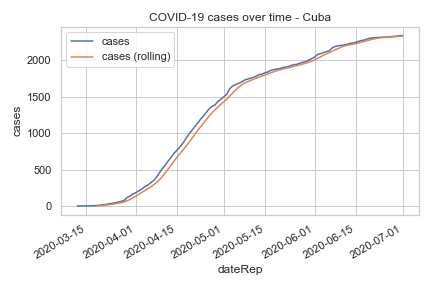 COVID-19 cases over time - Cuba
cases
cases (rolling)
2000
1500
1000
500
0
cases
2020-03-15
2020-04-01
2020-04-15
2020-05-01
2020-05-15
2020-06-01
2020-06-15
2020-07-01
dateRep